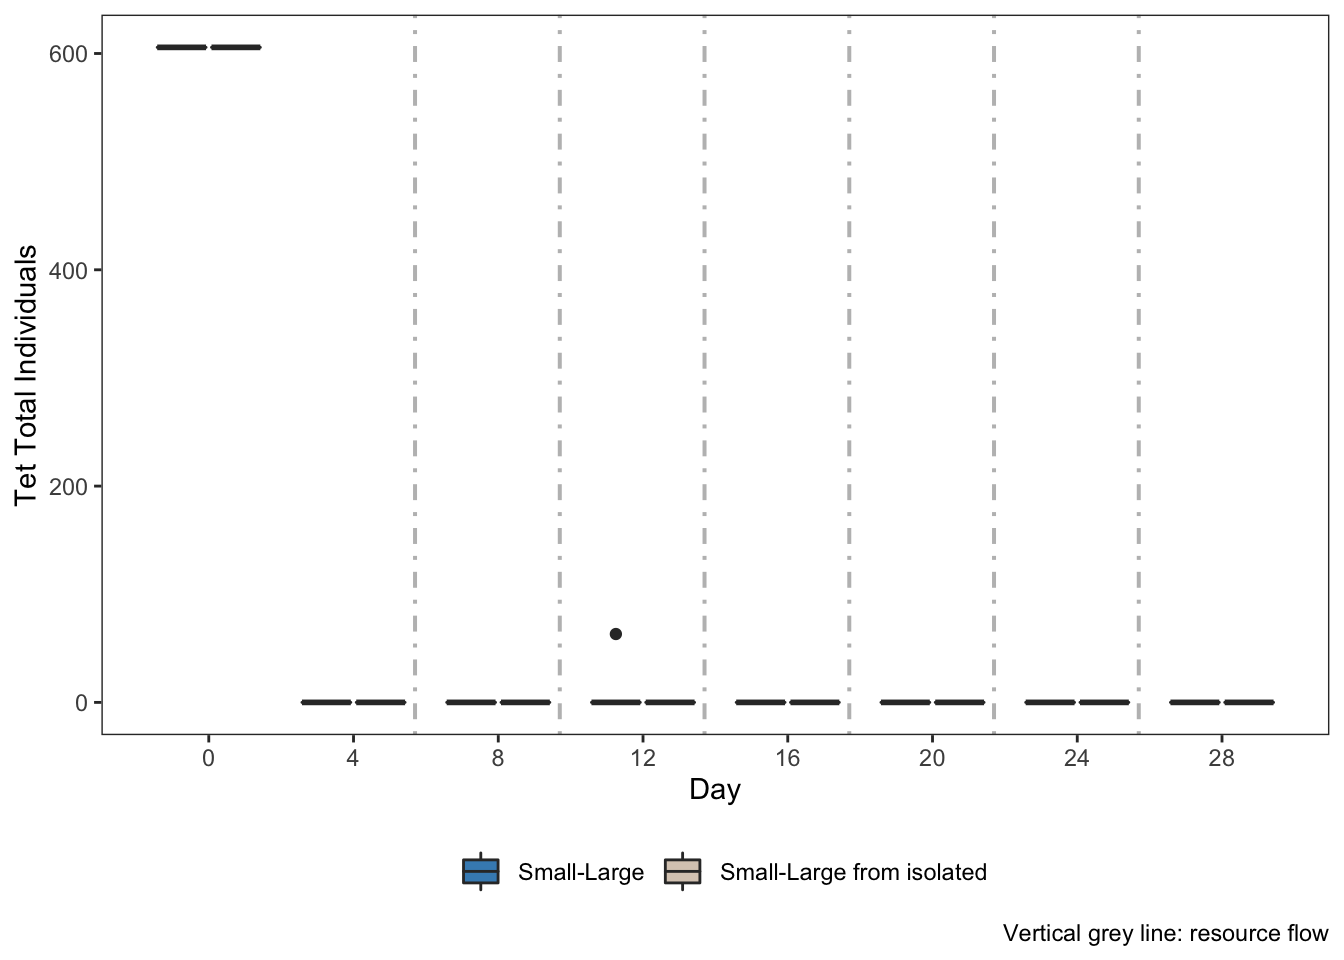 Tet Total Individuals
600
400
200
0
0 4 8 12 16 20 24 28
Day
Small-Large Small-Large from isolated
Vertical grey line: resource flow